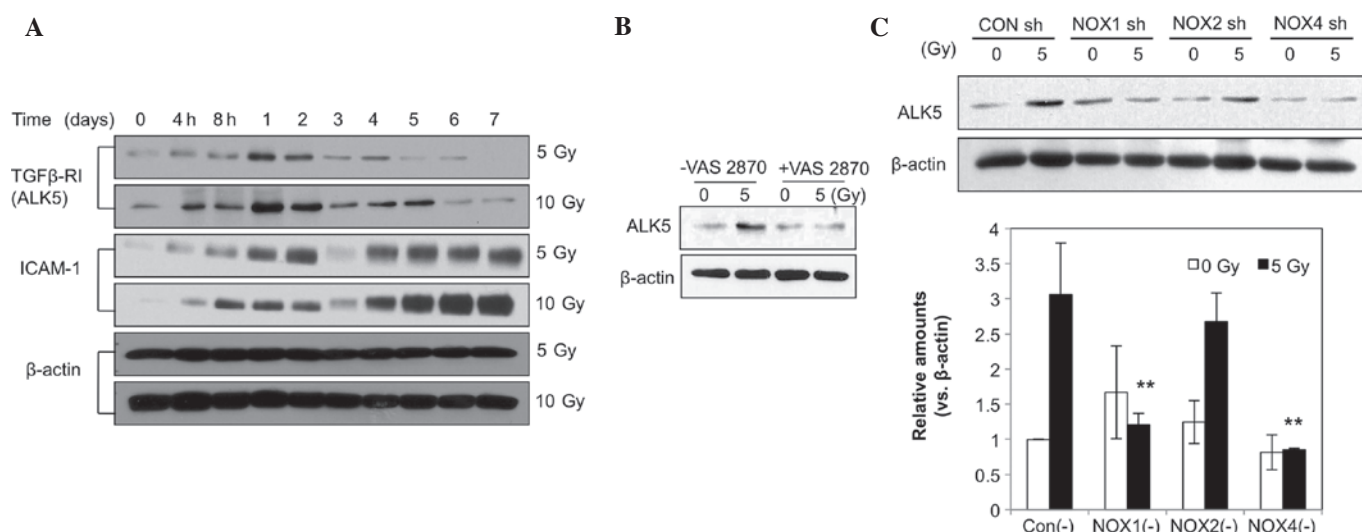 A
Time (days) 0 4 h 8 h 1 2 3 4 5 6 7
TGFβ-RI
(ALK5)
5 Gy
10 Gy
ICAM-1
5 Gy
10 Gy
β-actin
5 Gy
10 Gy
B
-VAS 2870 +VAS 2870
0 5 0 5 (Gy)
ALK5
β-actin
C
CON sh NOX1 sh NOX2 sh NOX4 sh
(Gy) 0 5 0 5 0 5 0 5
ALK5
β-actin
Relative amounts
(vs. β-actin)
4
3.5
3
2.5
2
1.5
1
0.5
0
0 Gy 5 Gy
**
**
Con(-) NOX1(-) NOX2(-) NOX4(-)